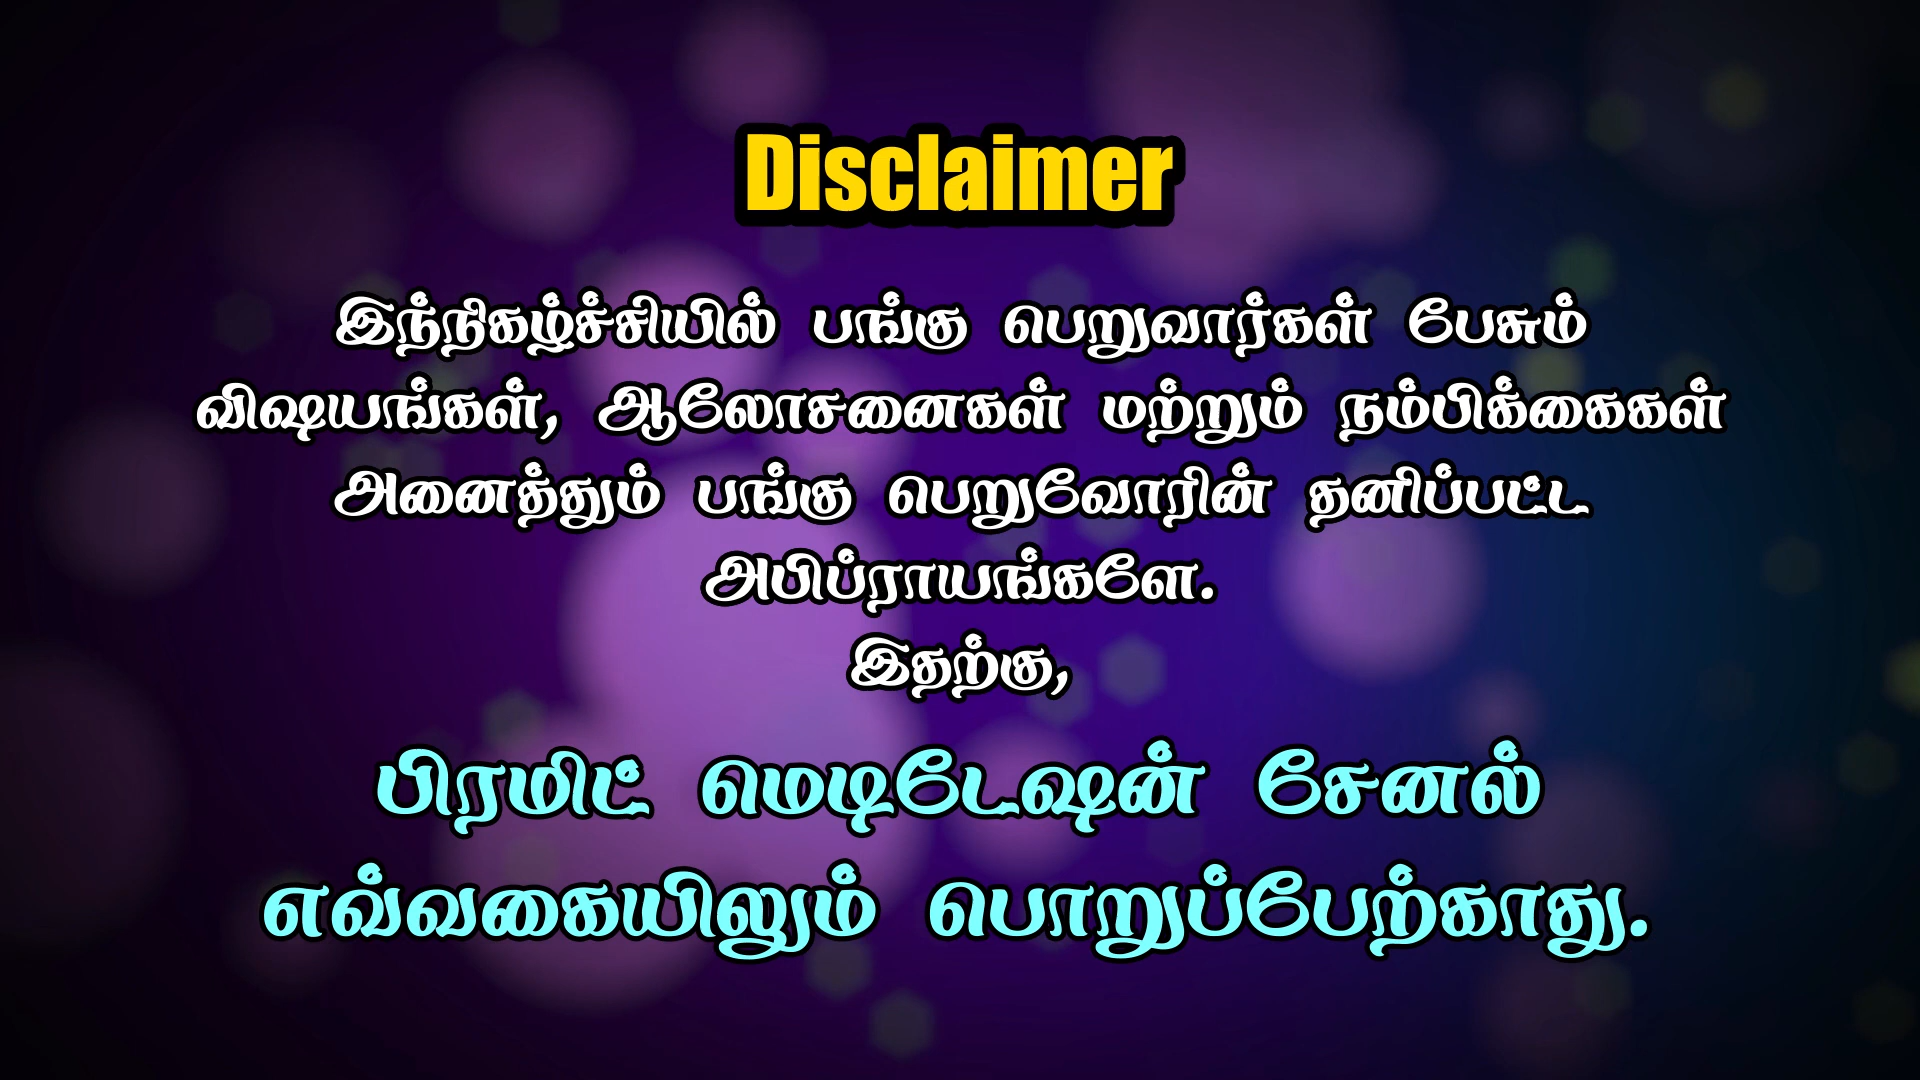 Disclaimer
இந்நிகழ்ச்சியில் பங்கு பெறுவார்கள் பேசும்
விஷயங்கள், ஆலோசனைகள் மற்றும் நம்பிக்கைகள்
அனைத்தும் பங்கு பெறுவோரின் தனிப்பட்ட
அபிப்ராயங்களே.
இதற்கு,
பிரமிட் மெடிடேஷன் சேனல்
எவ்வகையிலும் பொறுப்பேற்காது.